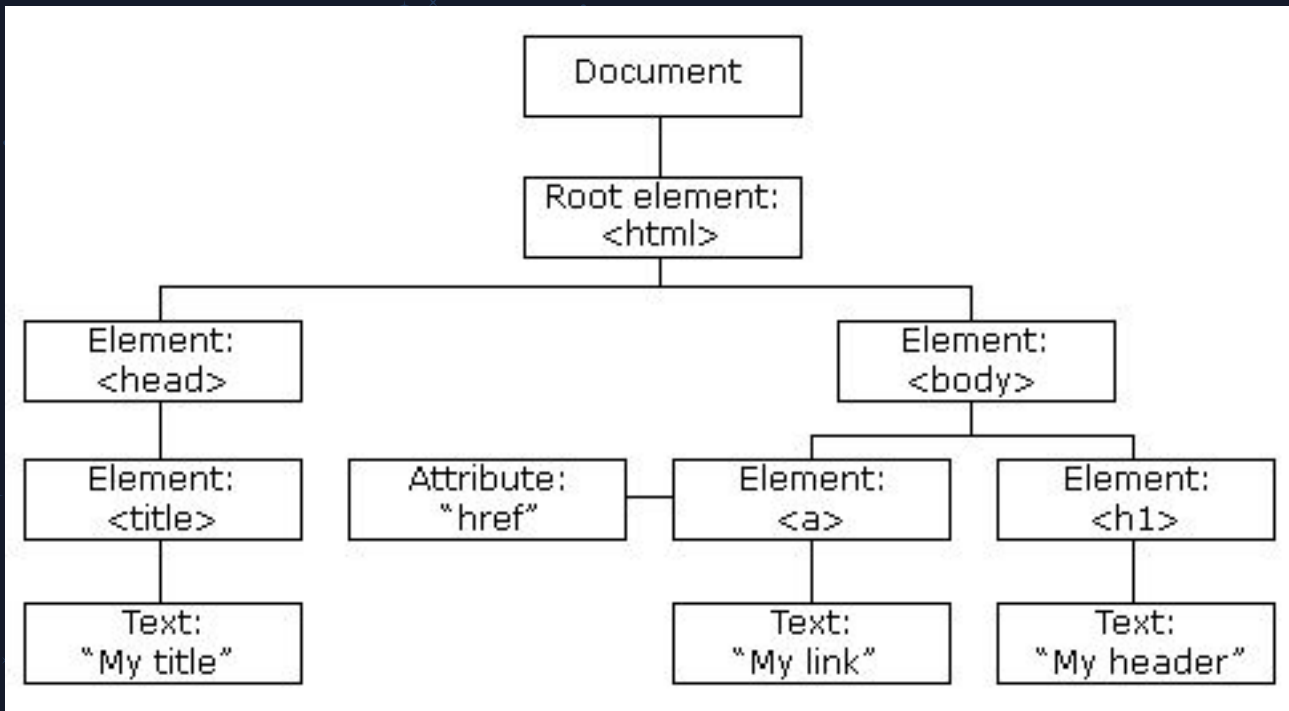 Document
Root element:
<html>
Element:
<head>
Element:
<body>
Element:
<title>
Attribute:
“href”
Element:
<a>
Element:
<h1>
Text:
“My title”
Text:
“My link”
Text:
“My header”